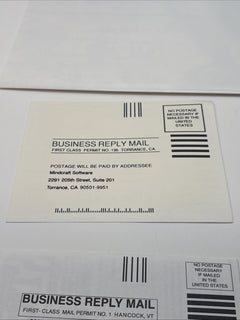 NO POSTAGE
NECESSARY IF
MAILED IN THE
UNITED
STATES
BUSINESS REPLY MAIL
FIRST CLASS PERMIT NO. 136 TORRANCE, CA
POSTAGE WILL BE PAID BY ADDRESSEE
Mindcraft Software
2291 205th Street, Suite 201
Torrance, CA 90501-9951
NO POSTAGE
NECESSARY
IF MAILED
IN THE
UNITED STATES
BUSINESS REPLY MAIL
FIRST-CLASS MAIL PERMIT NO. 1 HANCOCK, VT